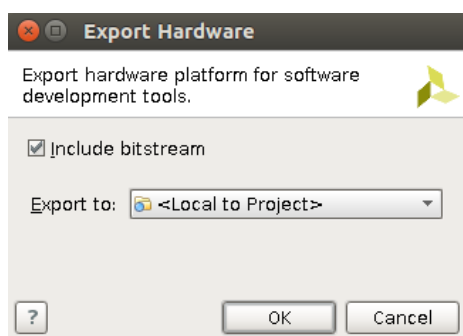 Export Hardware
Export hardware platform for software
development tools.
Include bitstream
Export to: <Local to Project>
?
OK Cancel